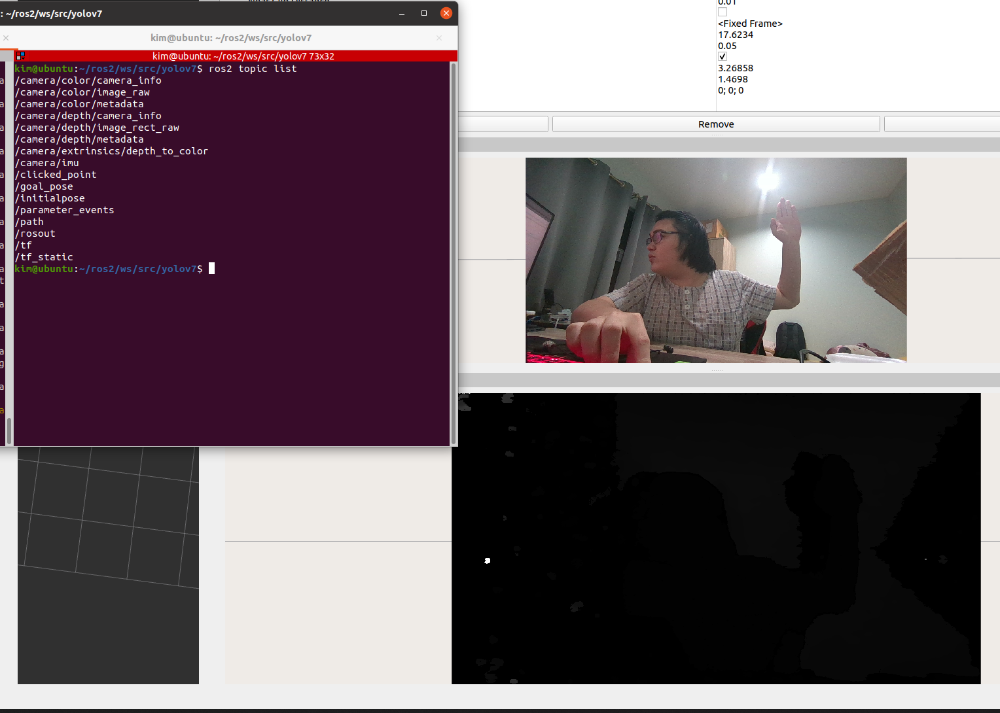 : ~/ros2/ws/src/yolov7
kim@ubuntu: ~/ros2/ws/src/yolov7
kim@ubuntu: ~/ros2/ws/src/yolov7 73x32
kim@ubuntu:~/ros2/ws/src/yolov7$ ros2 topic list
/camera/color/camera_info
/camera/color/image_raw
/camera/color/metadata
/camera/depth/camera_info
/camera/depth/image_rect_raw
/camera/depth/metadata
/camera/extrinsics/depth_to_color
/camera/imu
/clicked_point
/goal_pose
/initialpose
/parameter_events
/path
/rosout
/tf
/tf_static
kim@ubuntu:~/ros2/ws/src/yolov7$
a
a
a
a
a
a
a
a
a
t
a
a
a
g
a
a
0.01
<Fixed Frame>
17.6234
0.05
3.26858
1.4698
0; 0; 0
Remove